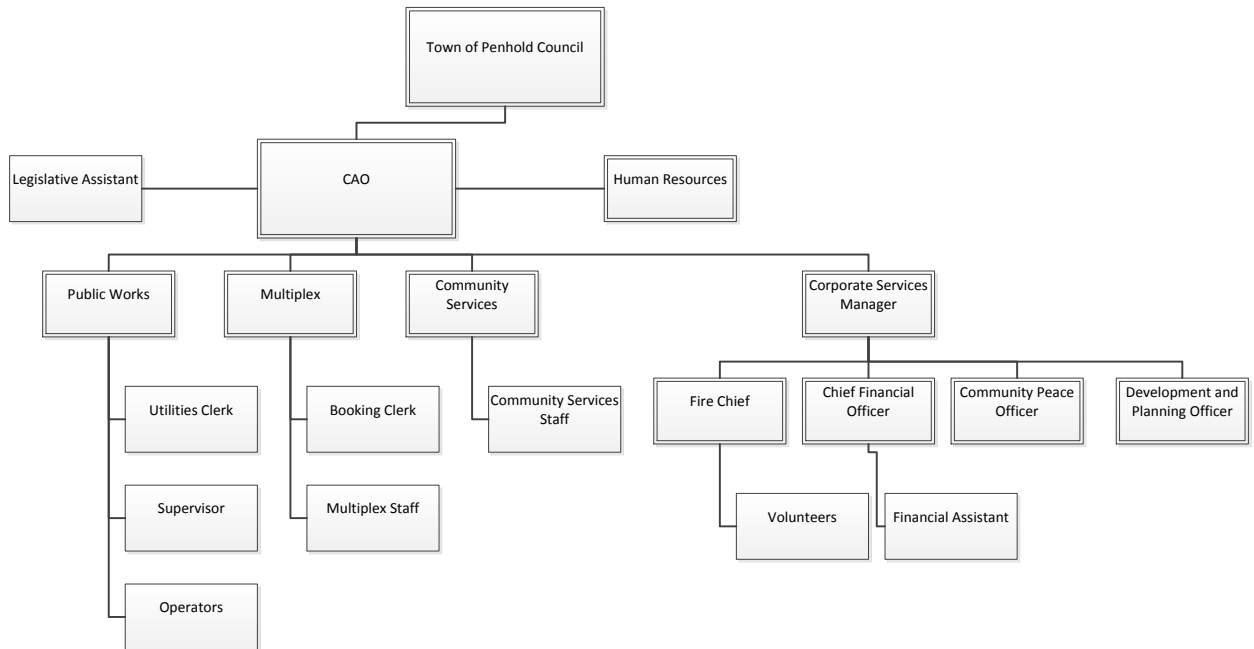 Town of Penhold Council
Legislative Assistant
CAO
Human Resources
Public Works
Multiplex
Community
Services
Corporate Services
Manager
Utilities Clerk
Booking Clerk
Community Services
Staff
Fire Chief
Chief Financial
Officer
Community Peace
Officer
Development and
Planning Officer
Supervisor
Multiplex Staff
Volunteers
Financial Assistant
Operators